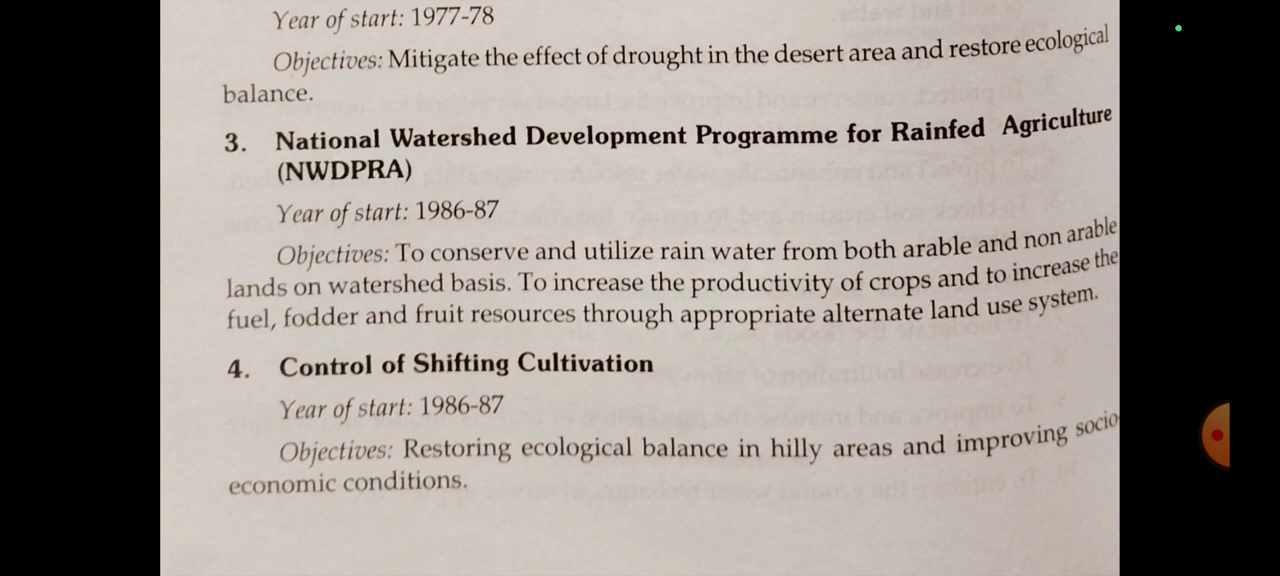 Year of start: 1977-78
Objectives: Mitigate the effect of drought in the desert area and restore ecological
balance.
3. National Watershed Development Programme for Rainfed Agriculture
(NWDPRA)
Year of start: 1986-87
Objectives: To conserve and utilize rain water from both arable and non arable
lands on watershed basis. To increase the productivity of crops and to increase the
fuel, fodder and fruit resources through appropriate alternate land use system.
4. Control of Shifting Cultivation
Year of start: 1986-87
Objectives: Restoring ecological balance in hilly areas and improving socio
economic conditions.